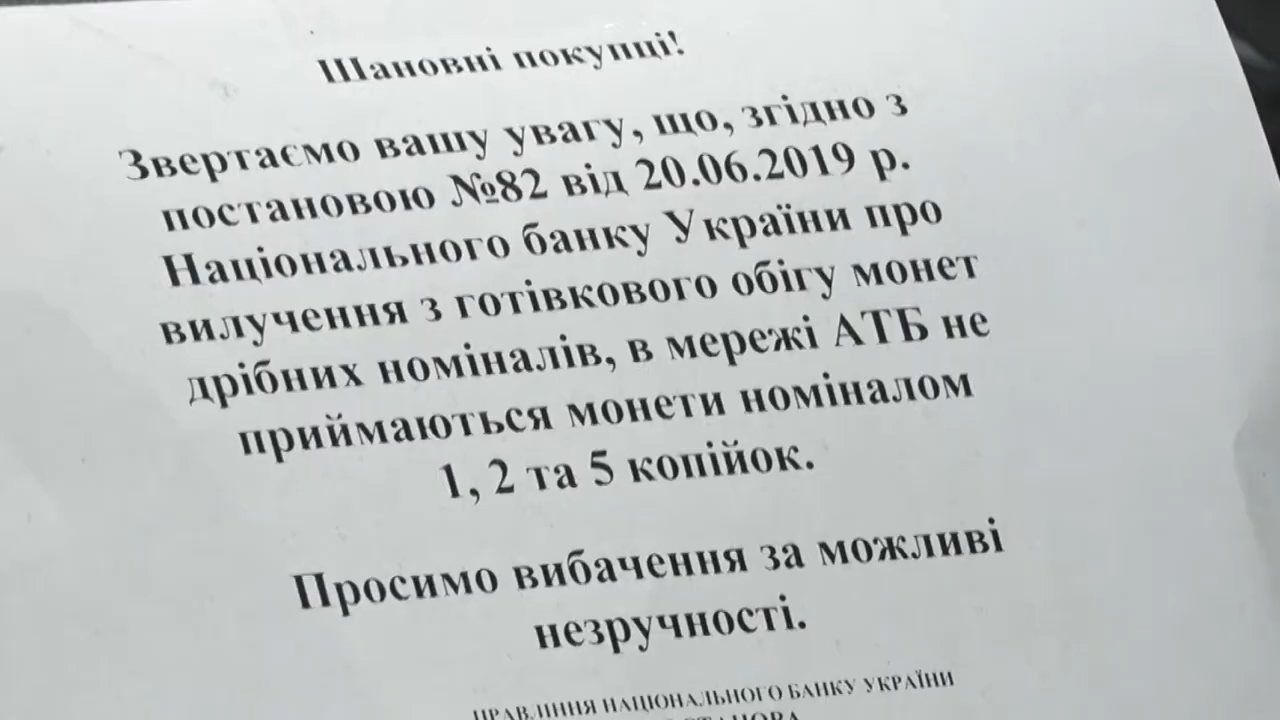 Шановні покупці!
Звертаємо вашу увагу, що, згідно з
постановою №82 від 20.06.2019 р.
Національного банку України про
вилучення з готівкового обігу монет
дрібних номіналів, в мережі АТБ не
приймаються монети номіналом
1, 2 та 5 копійок.
Просимо вибачення за можливі
незручності.
НАЦІОНАЛЬНОГО БАНКУ УКРАЇНИ